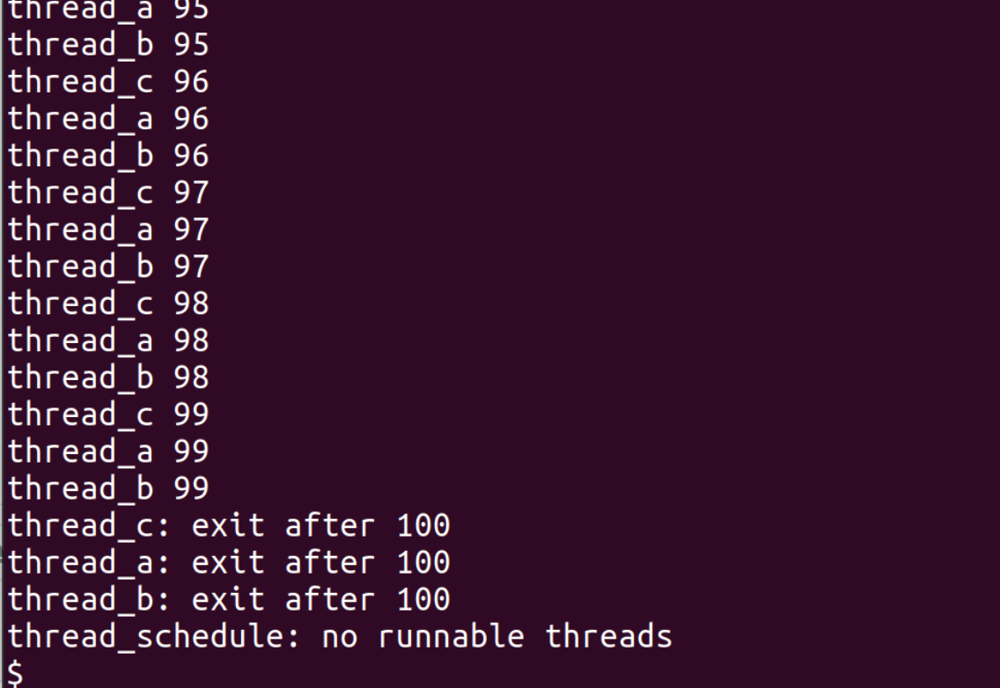 thread_a 95
thread_b 95
thread_c 96
thread_a 96
thread_b 96
thread_c 97
thread_a 97
thread_b 97
thread_c 98
thread_a 98
thread_b 98
thread_c 99
thread_a 99
thread_b 99
thread_c: exit after 100
thread_a: exit after 100
thread_b: exit after 100
thread_schedule: no runnable threads
$